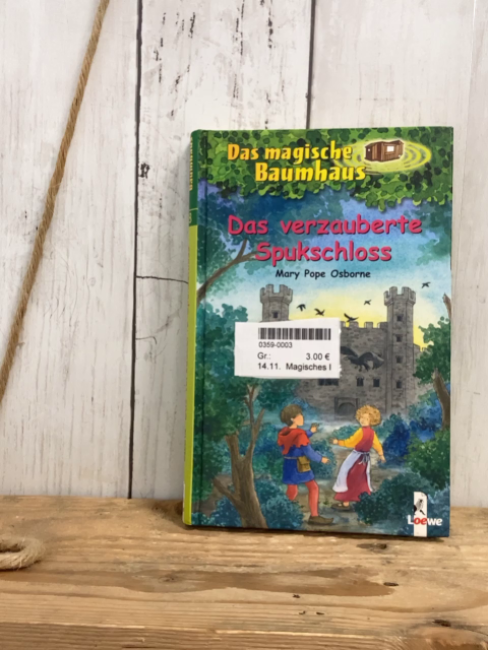 Das magische
Baumhaus
Das verzauberte
Spukschloss
Mary Pope Osborne
0359-0003
Gr.: 3.00 €
14.11. Magisches I
Loewe